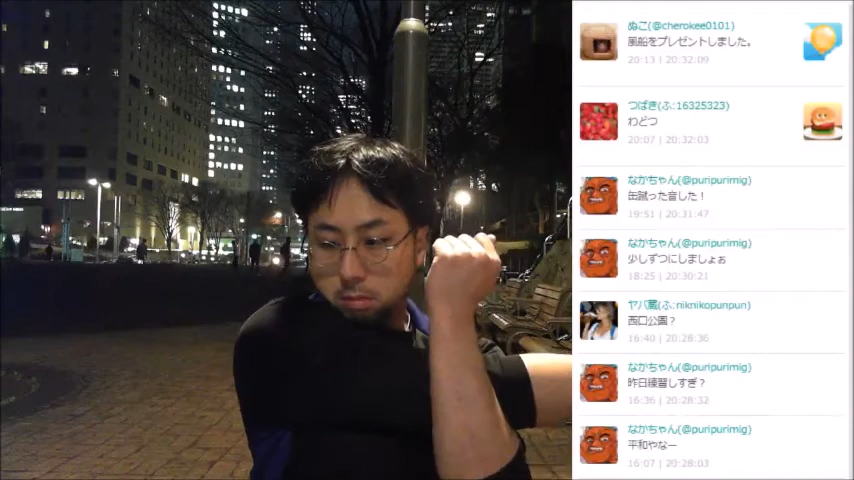 ぬこ(@cherokee0101)
風船をプレゼントしました。
20:13 | 20:32:09
つばき(ふ:16325323)
わどつ
20:07 | 20:32:03
なかちゃん(@puripurimig)
缶蹴った音した！
19:51 | 20:31:47
なかちゃん(@puripurimig)
少しずつにしましょぉ
18:25 | 20:30:21
ヤバ蔵(ふ:niknikopunpun)
西口公園？
16:40 | 20:28:36
なかちゃん(@puripurimig)
昨日練習しすぎ？
16:36 | 20:28:32
なかちゃん(@puripurimig)
平和やなー
16:07 | 20:28:03